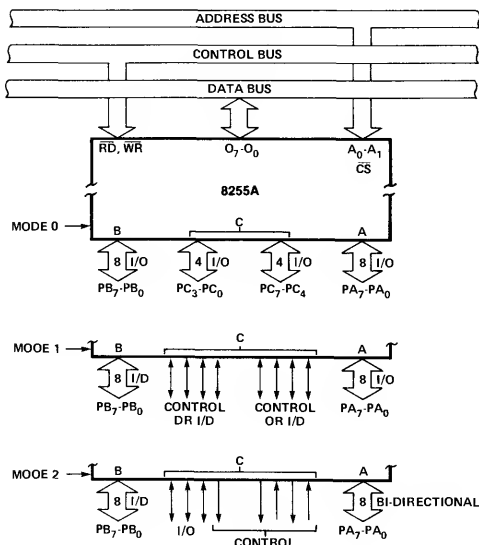 ADDRESS BUS
CONTROL BUS
DATA BUS
RD, WR
O7-O0
A0-A1
CS
8255A
MODE 0
B
C
A
8 I/O
4 I/O
4 I/O
8 I/O
PB7-PB0
PC3-PC0
PC7-PC4
PA7-PA0
MOOE 1
B
C
A
8 I/D
8 I/O
PB7-PB0
CONTROL
DR I/D
CONTROL
OR I/D
PA7-PA0
MOOE 2
B
C
A
8 I/D
8 BI-DIRECTIONAL
PB7-PB0
I/O
CONTROL
PA7-PA0